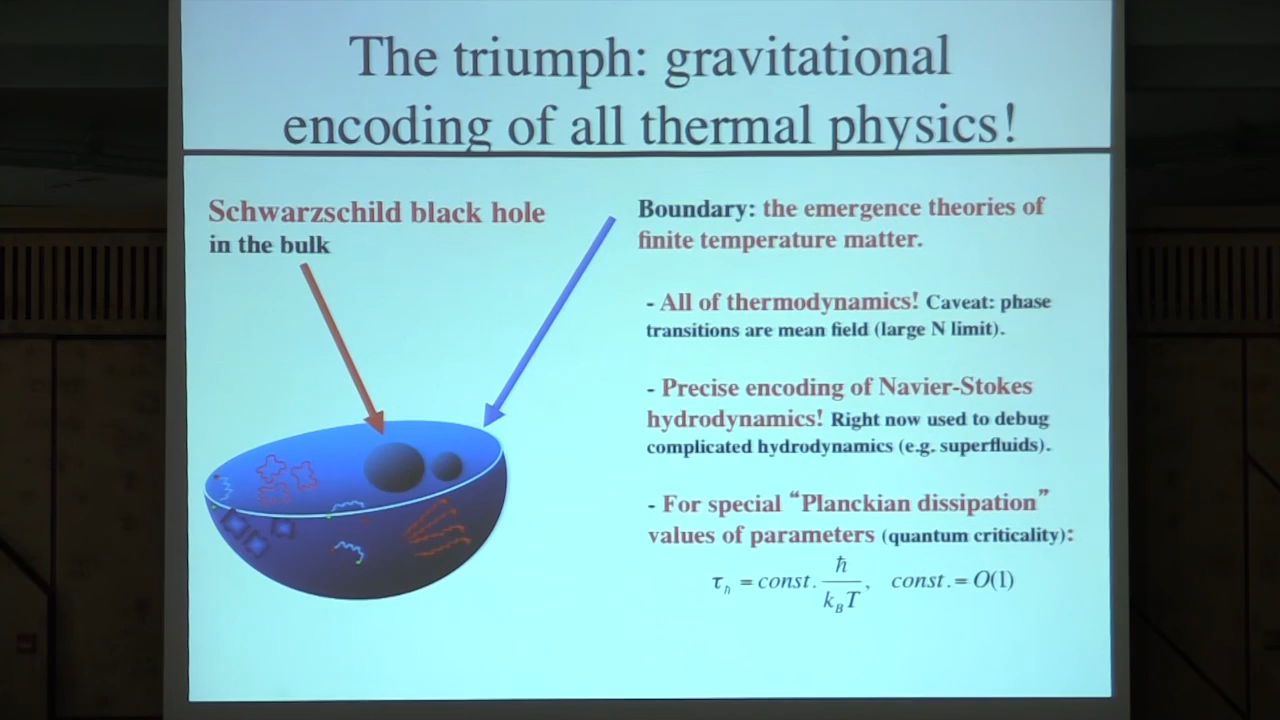 The triumph: gravitational
encoding of all thermal physics!
Schwarzschild black hole
in the bulk
Boundary: the emergence theories of
finite temperature matter.
- All of thermodynamics! Caveat: phase
transitions are mean field (large N limit).
- Precise encoding of Navier-Stokes
hydrodynamics! Right now used to debug
complicated hydrodynamics (e.g. superfluids).
- For special “Planckian dissipation”
values of parameters (quantum criticality):
τ_ħ = const. ħ / k_B T, const. = O(1)